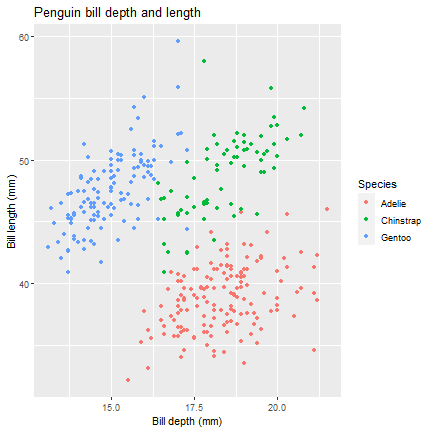 Penguin bill depth and length
60
50
40
Bill length (mm)
15.0
17.5
20.0
Bill depth (mm)
Species
Adelie
Chinstrap
Gentoo